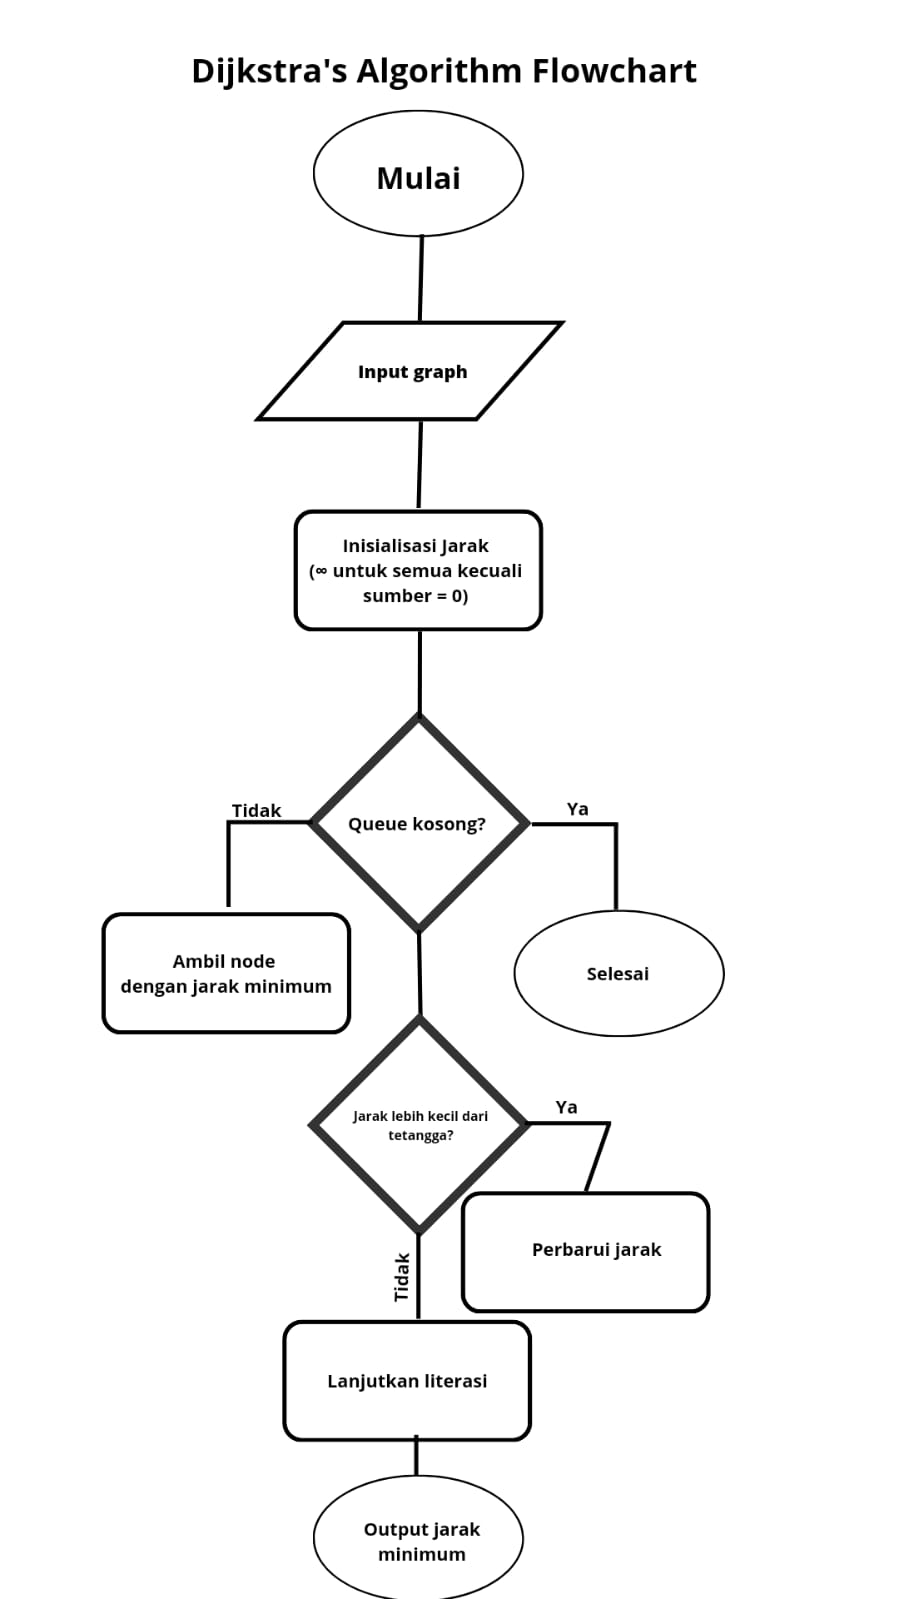 Dijkstra's Algorithm Flowchart
Mulai
Input graph
Inisialisasi Jarak
(∞ untuk semua kecuali
sumber = 0)
Tidak
Queue kosong?
Ya
Ambil node
dengan jarak minimum
Selesai
Jarak lebih kecil dari
tetangga?
Ya
Perbarui jarak
Tidak
Lanjutkan literasi
Output jarak
minimum